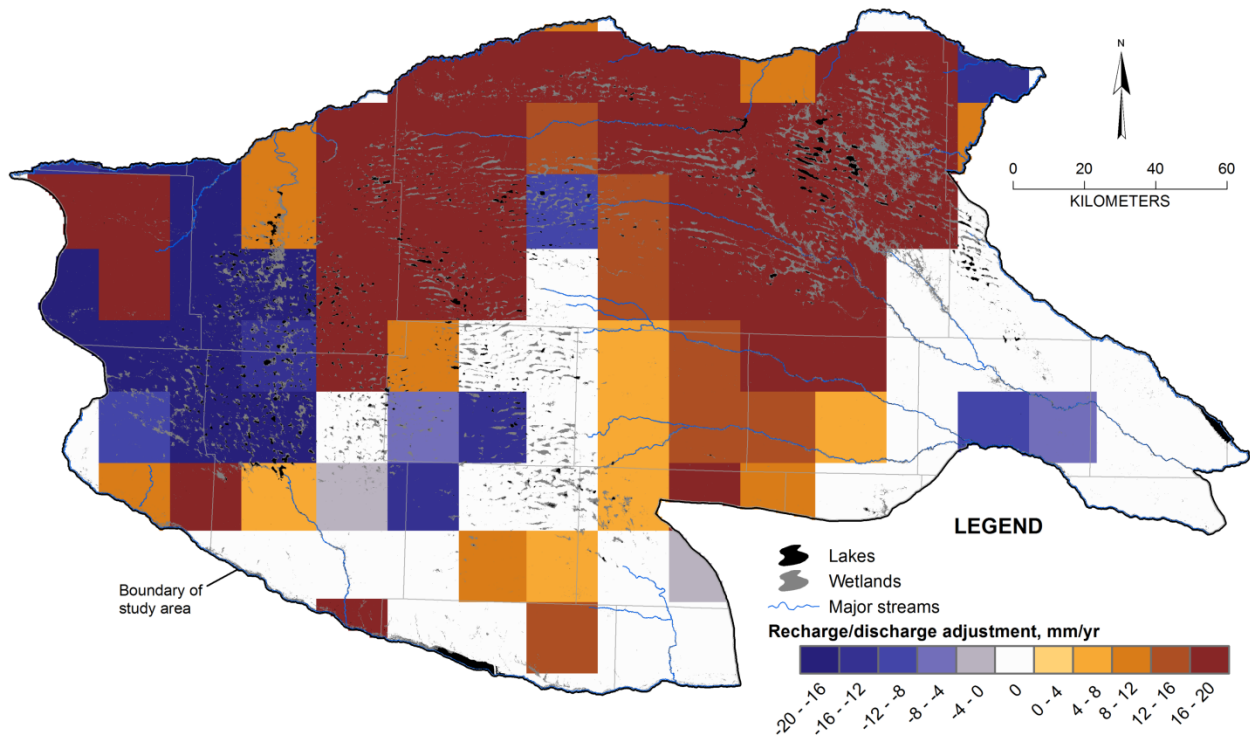 N
0 20 40 60
KILOMETERS
Boundary of
study area
LEGEND
Lakes
Wetlands
Major streams
Recharge/discharge adjustment, mm/yr
-20 - -16
-16 - -12
-12 - -8
-8 - -4
-4 - 0
0
0 - 4
4 - 8
8 - 12
12 - 16
16 - 20